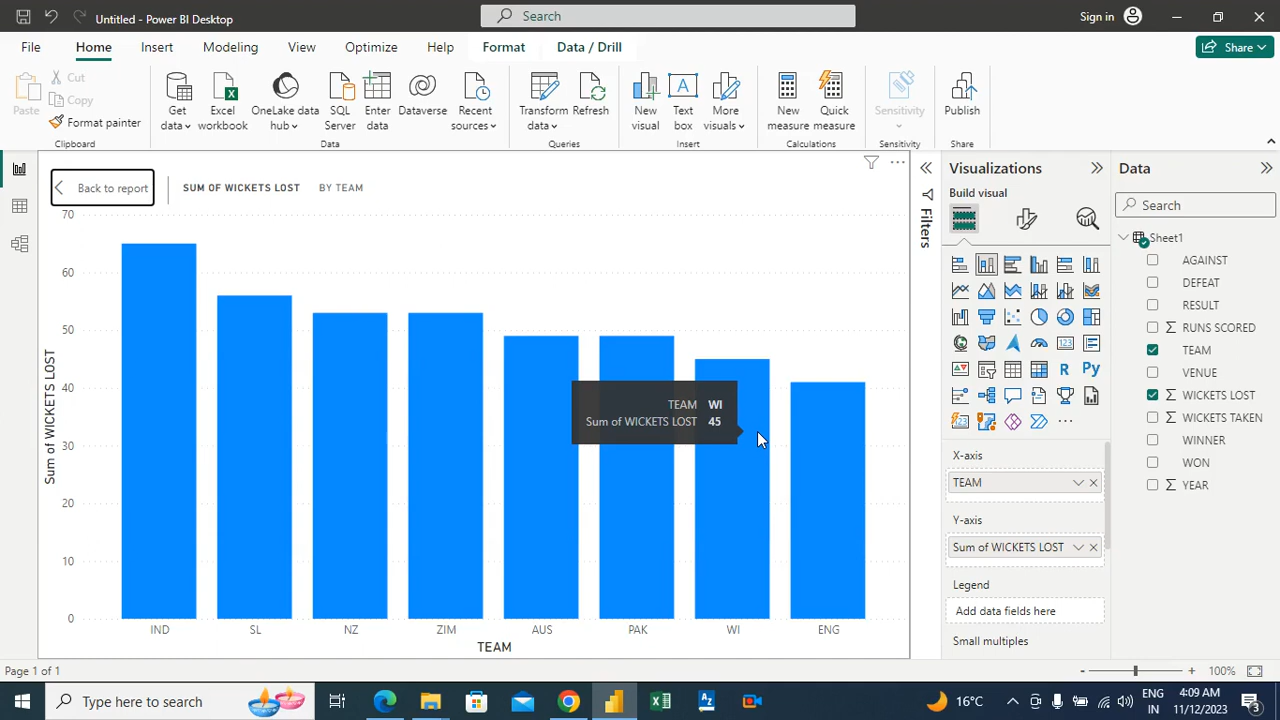 Untitled - Power BI Desktop
Search
Sign in
File
Home
Insert
Modeling
View
Optimize
Help
Format
Data / Drill
Share
Paste
Cut
Copy
Format painter
Clipboard
Get
data
Excel
workbook
OneLake data
hub
SQL
Server
Enter
data
Dataverse
Recent
sources
Data
Transform
data
Refresh
Queries
New
visual
Text
box
More
visuals
Insert
New
measure
Quick
measure
Calculations
Sensitivity
Sensitivity
Publish
Share
Back to report
SUM OF WICKETS LOST
BY TEAM
70
60
50
40
30
20
10
0
Sum of WICKETS LOST
TEAM WI
Sum of WICKETS LOST 45
IND
SL
NZ
ZIM
AUS
PAK
WI
ENG
TEAM
Filters
Visualizations
Build visual
123
R
Py
X-axis
TEAM
Y-axis
Sum of WICKETS LOST
Legend
Add data fields here
Small multiples
Data
Search
Sheet1
AGAINST
DEFEAT
RESULT
Σ RUNS SCORED
TEAM
VENUE
Σ WICKETS LOST
Σ WICKETS TAKEN
WINNER
WON
Σ YEAR
Page 1 of 1
- + 100%
Type here to search
16°C
ENG
IN
4:09 AM
11/12/2023
3